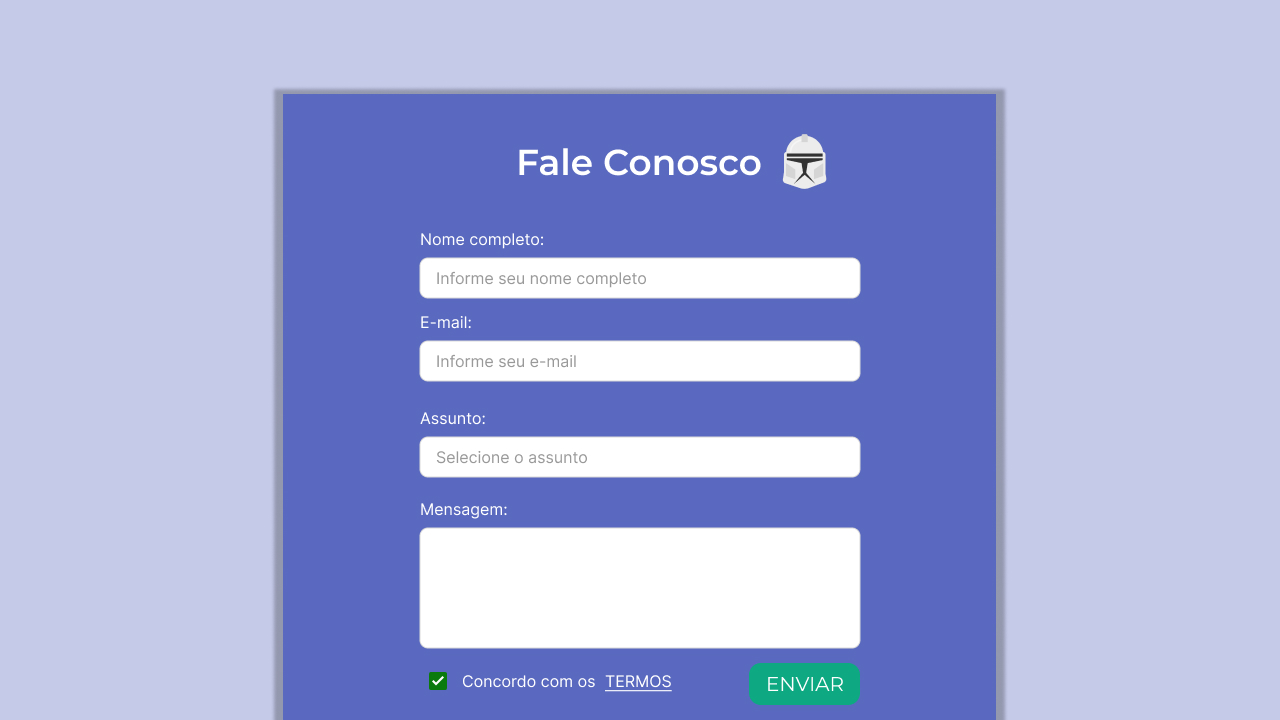 Fale Conosco
Nome completo:
Informe seu nome completo
E-mail:
Informe seu e-mail
Assunto:
Selecione o assunto
Mensagem:
Concordo com os TERMOS
ENVIAR